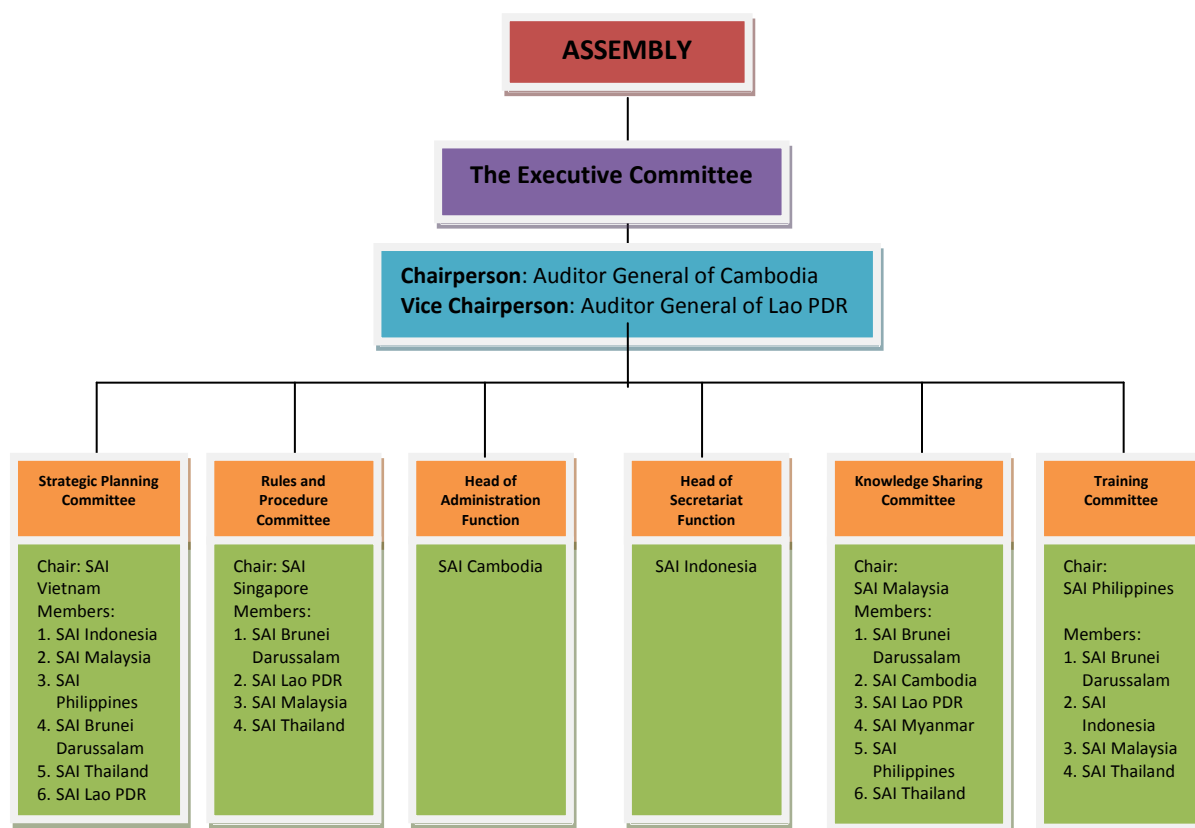 ASSEMBLY
The Executive Committee
Chairperson: Auditor General of Cambodia
Vice Chairperson: Auditor General of Lao PDR
Strategic Planning
Committee
Chair: SAI
Vietnam
Members:
1. SAI Indonesia
2. SAI Malaysia
3. SAI
Philippines
4. SAI Brunei
Darussalam
5. SAI Thailand
6. SAI Lao PDR
Rules and
Procedure
Committee
Chair: SAI
Singapore
Members:
1. SAI Brunei
Darussalam
2. SAI Lao PDR
3. SAI Malaysia
4. SAI Thailand
Head of
Administration
Function
SAI Cambodia
Head of
Secretariat
Function
SAI Indonesia
Knowledge Sharing
Committee
Chair:
SAI Malaysia
Members:
1. SAI Brunei
Darussalam
2. SAI Cambodia
3. SAI Lao PDR
4. SAI Myanmar
5. SAI
Philippines
6. SAI Thailand
Training
Committee
Chair:
SAI Philippines
Members:
1. SAI Brunei
Darussalam
2. SAI
Indonesia
3. SAI Malaysia
4. SAI Thailand